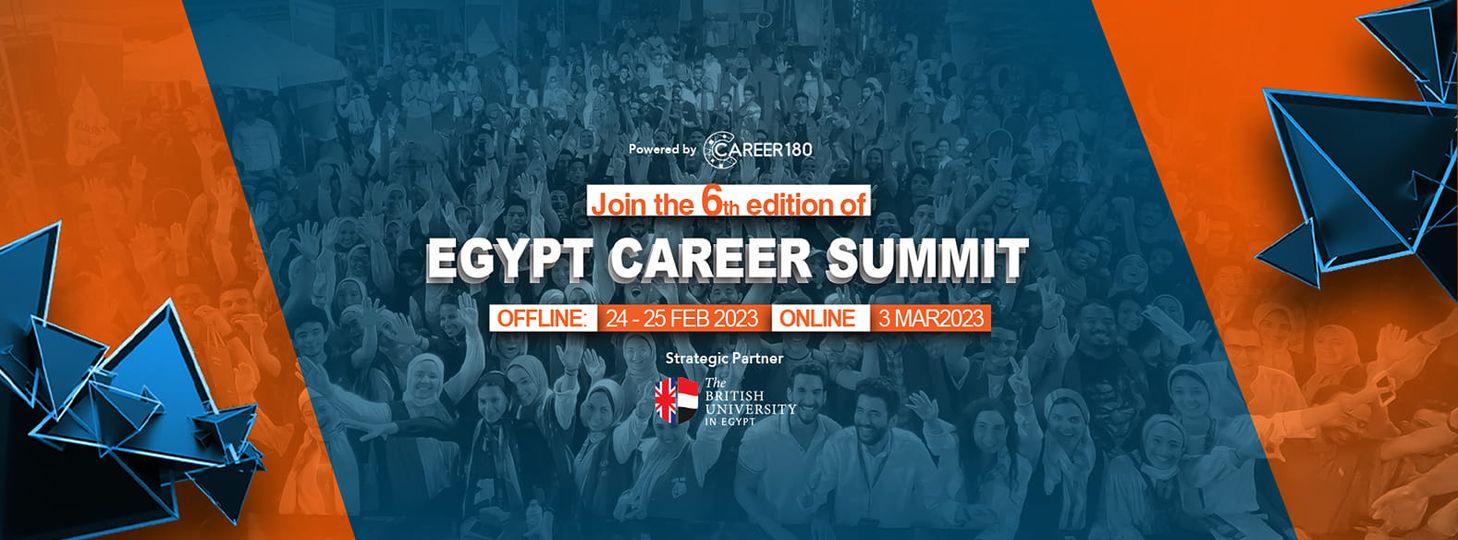 Powered by CAREER 180
Join the 6th edition of
EGYPT CAREER SUMMIT
OFFLINE: 24 - 25 FEB 2023 ONLINE 3 MAR2023
Strategic Partner
The
BRITISH
UNIVERSITY
IN EGYPT